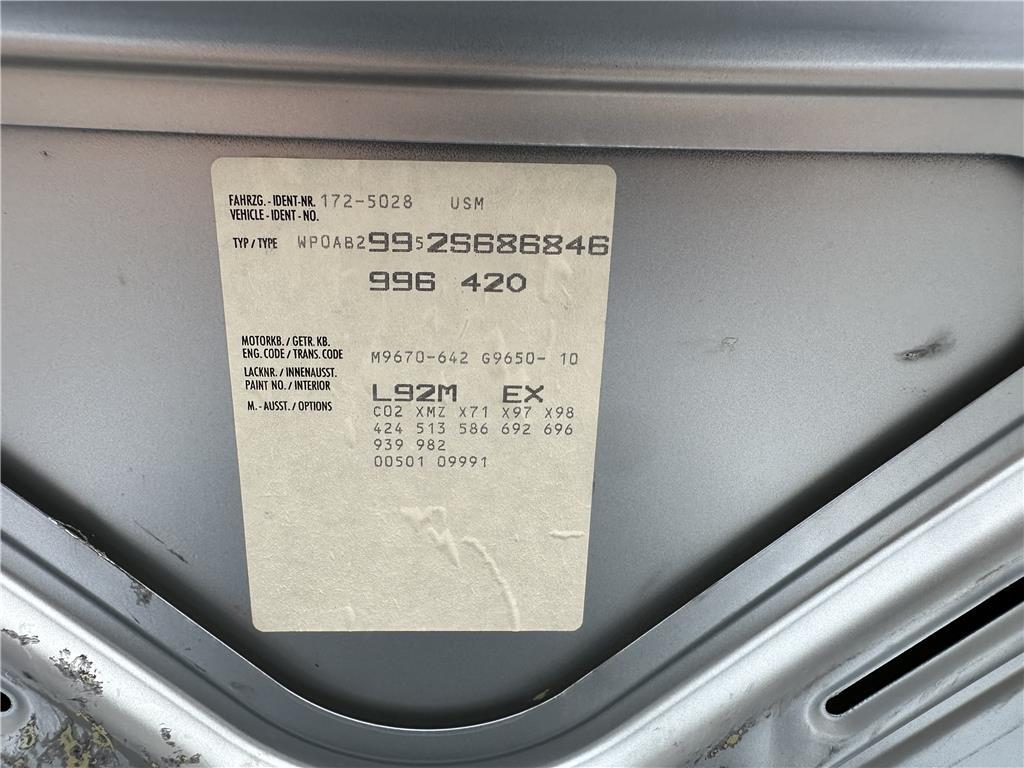 FAHRZG.-IDENT-NR. 172-5028 USM
VEHICLE-IDENT-NO.
TYP/TYPE WP0AB29952S686846
996 420
MOTORKB./GETR. KB.
ENG. CODE/TRANS. CODE M9670-642 G9650- 10
LACKNR./INNENAUSST.
PAINT NO./INTERIOR L92M EX
M.-AUSST./OPTIONS C02 XMZ X71 X97 X98
424 513 586 692 696
939 982
00501 09991